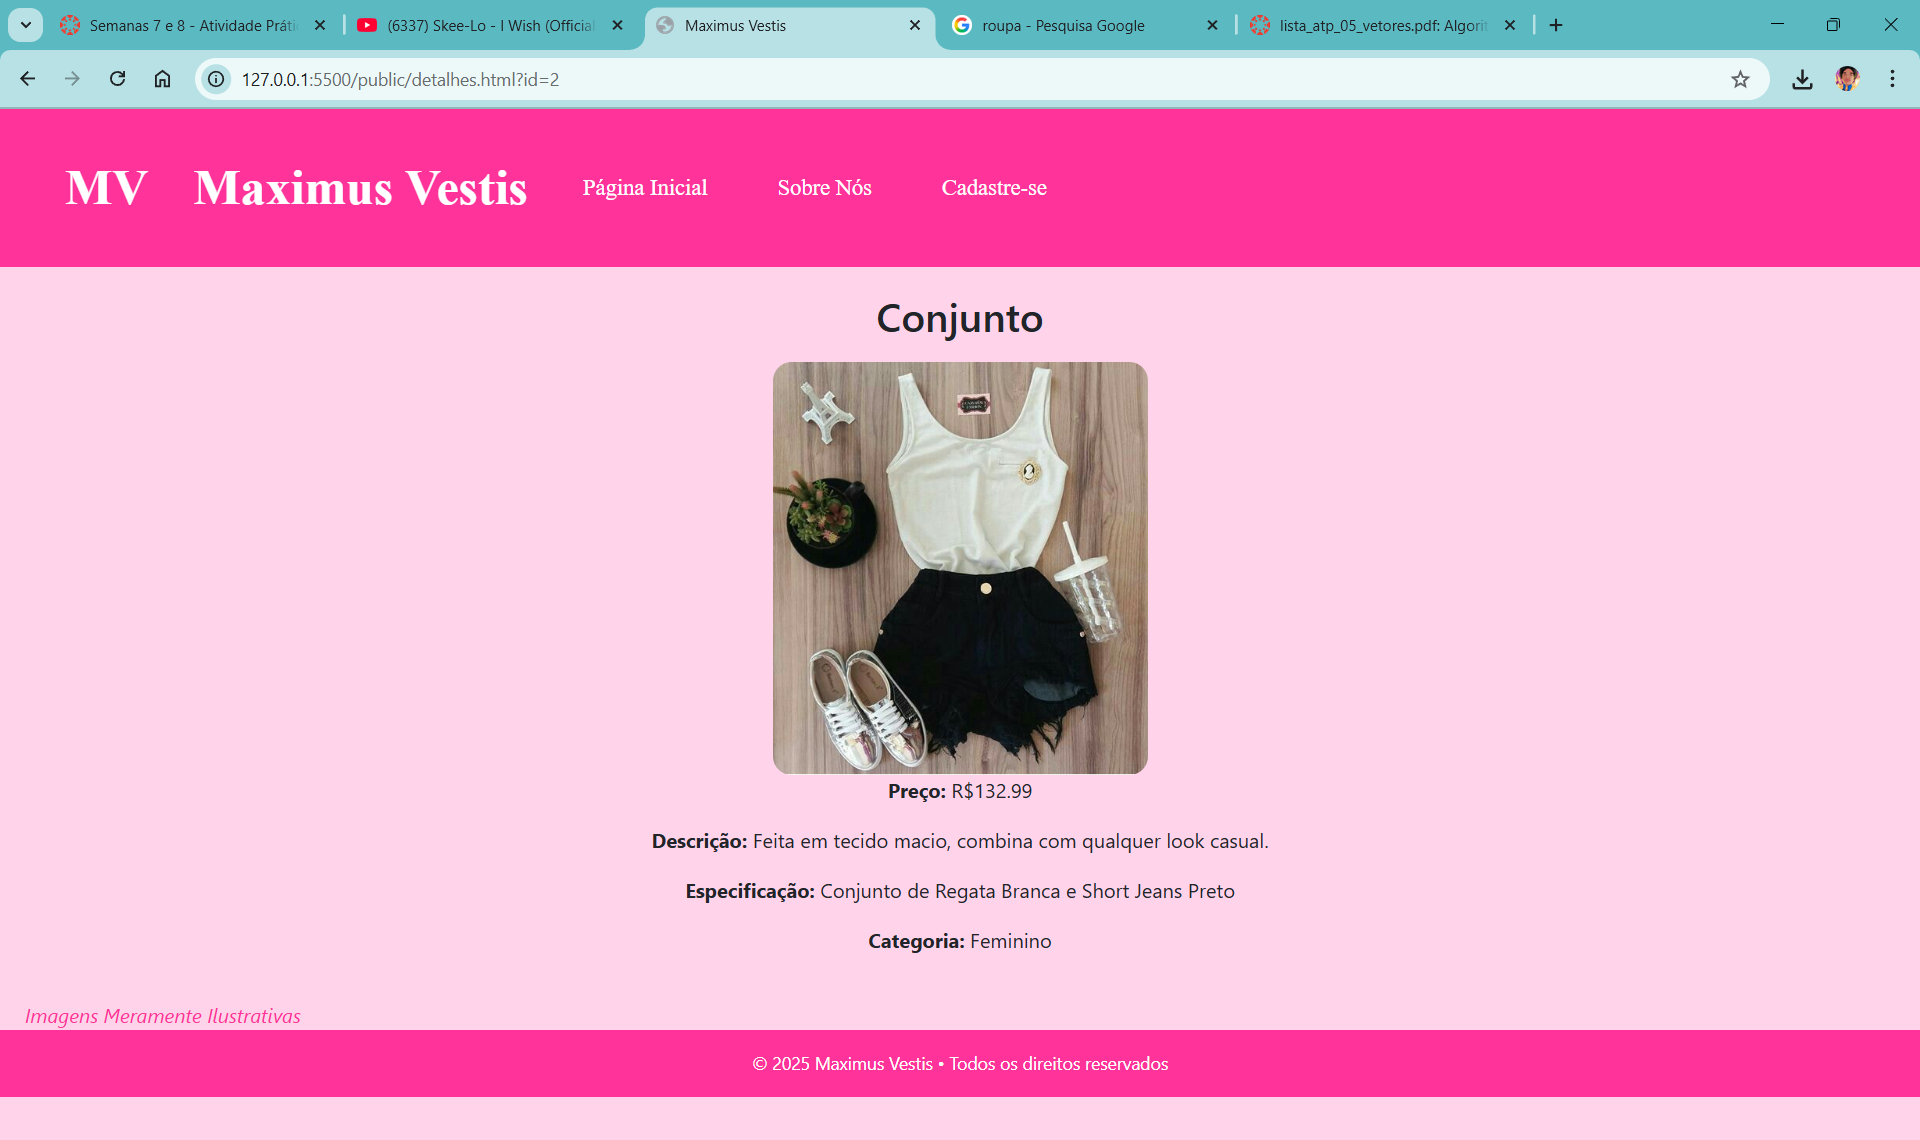 Semanas 7 e 8 - Atividade Práti
(6337) Skee-Lo - I Wish (Official
Maximus Vestis
roupa - Pesquisa Google
lista_atp_05_vetores.pdf: Algorit
127.0.0.1:5500/public/detalhes.html?id=2
MV
Maximus Vestis
Página Inicial
Sobre Nós
Cadastre-se
Conjunto
Preço: R$132.99
Descrição: Feita em tecido macio, combina com qualquer look casual.
Especificação: Conjunto de Regata Branca e Short Jeans Preto
Categoria: Feminino
Imagens Meramente Ilustrativas
© 2025 Maximus Vestis • Todos os direitos reservados